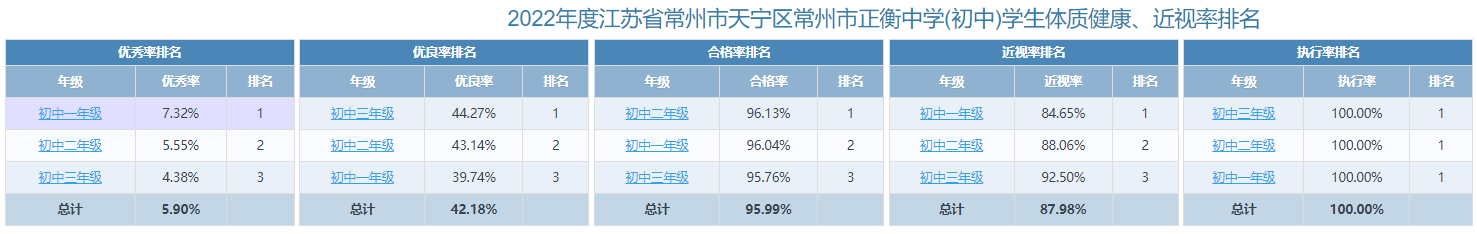 2022年度江苏省常州市天宁区常州市正衡中学(初中)学生体质健康、近视率排名
优秀率排名 优良率排名 合格率排名 近视率排名 执行率排名
年级 优秀率 排名 年级 优良率 排名 年级 合格率 排名 年级 近视率 排名 年级 执行率 排名
初中一年级 7.32% 1 初中三年级 44.27% 1 初中二年级 96.13% 1 初中一年级 84.65% 1 初中三年级 100.00% 1
初中二年级 5.55% 2 初中二年级 43.14% 2 初中一年级 96.04% 2 初中二年级 88.06% 2 初中二年级 100.00% 1
初中三年级 4.38% 3 初中一年级 39.74% 3 初中三年级 95.76% 3 初中三年级 92.50% 3 初中一年级 100.00% 1
总计 5.90% 总计 42.18% 总计 95.99% 总计 87.98% 总计 100.00%